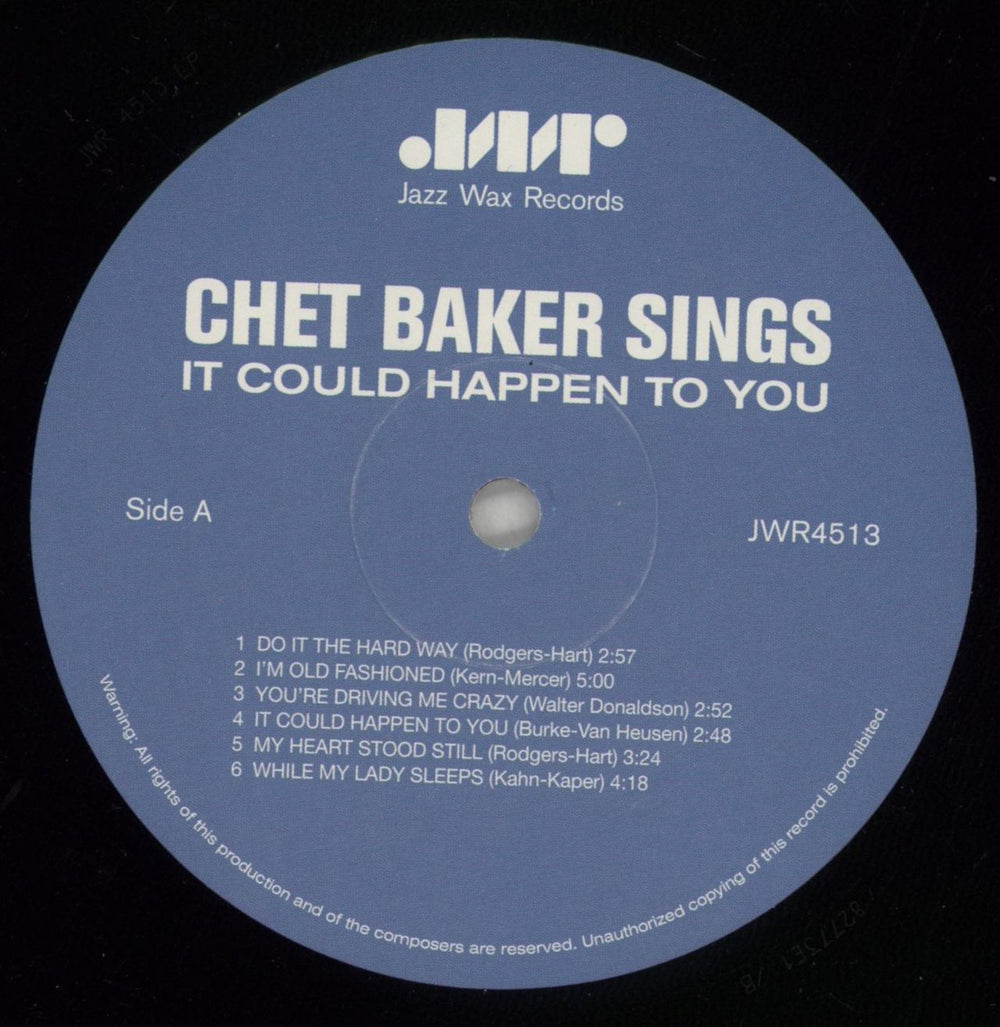 JWR 4513 LP
JWR
Jazz Wax Records
CHET BAKER SINGS
IT COULD HAPPEN TO YOU
Side A
JWR4513
1 DO IT THE HARD WAY (Rodgers-Hart) 2:57
2 I'M OLD FASHIONED (Kern-Mercer) 5:00
3 YOU'RE DRIVING ME CRAZY (Walter Donaldson) 2:52
4 IT COULD HAPPEN TO YOU (Burke-Van Heusen) 2:48
5 MY HEART STOOD STILL (Rodgers-Hart) 3:24
6 WHILE MY LADY SLEEPS (Kahn-Kaper) 4:18
Warning: All rights of this production and of the composers are reserved. Unauthorized copying of this record is prohibited.